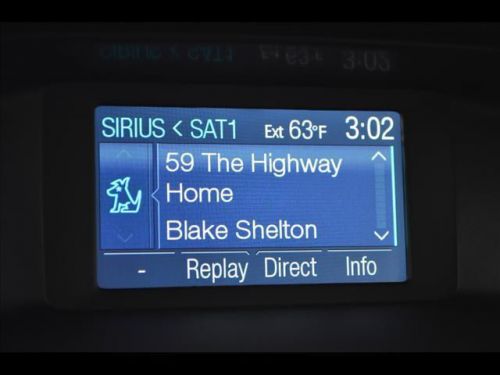 SIRIUS < SAT1 Ext 63°F 3:02
59 The Highway
Home
Blake Shelton
- Replay Direct Info